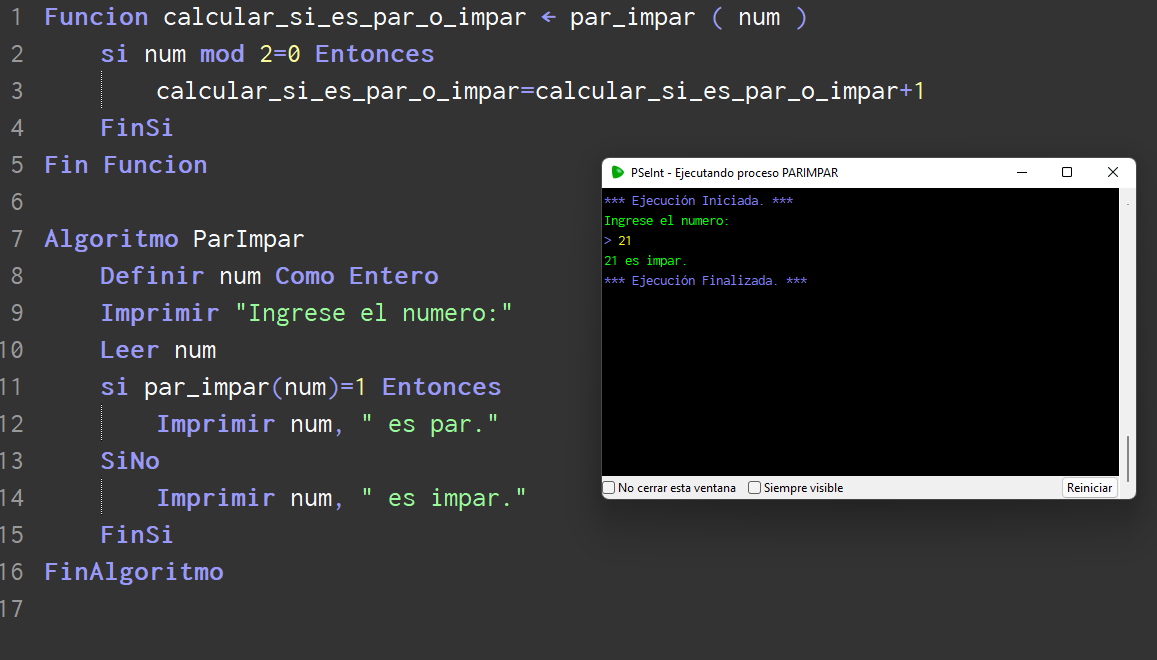 1 Funcion calcular_si_es_par_o_impar ← par_impar ( num )
2 si num mod 2=0 Entonces
3 calcular_si_es_par_o_impar=calcular_si_es_par_o_impar+1
4 FinSi
5 Fin Funcion
6
7 Algoritmo ParImpar
8 Definir num Como Entero
9 Imprimir "Ingrese el numero:"
10 Leer num
11 si par_impar(num)=1 Entonces
12 Imprimir num, " es par."
13 SiNo
14 Imprimir num, " es impar."
15 FinSi
16 FinAlgoritmo
17
PSeInt - Ejecutando proceso PARIMPAR
*** Ejecución Iniciada. ***
Ingrese el numero:
> 21
21 es impar.
*** Ejecución Finalizada. ***
No cerrar esta ventana Siempre visible Reiniciar